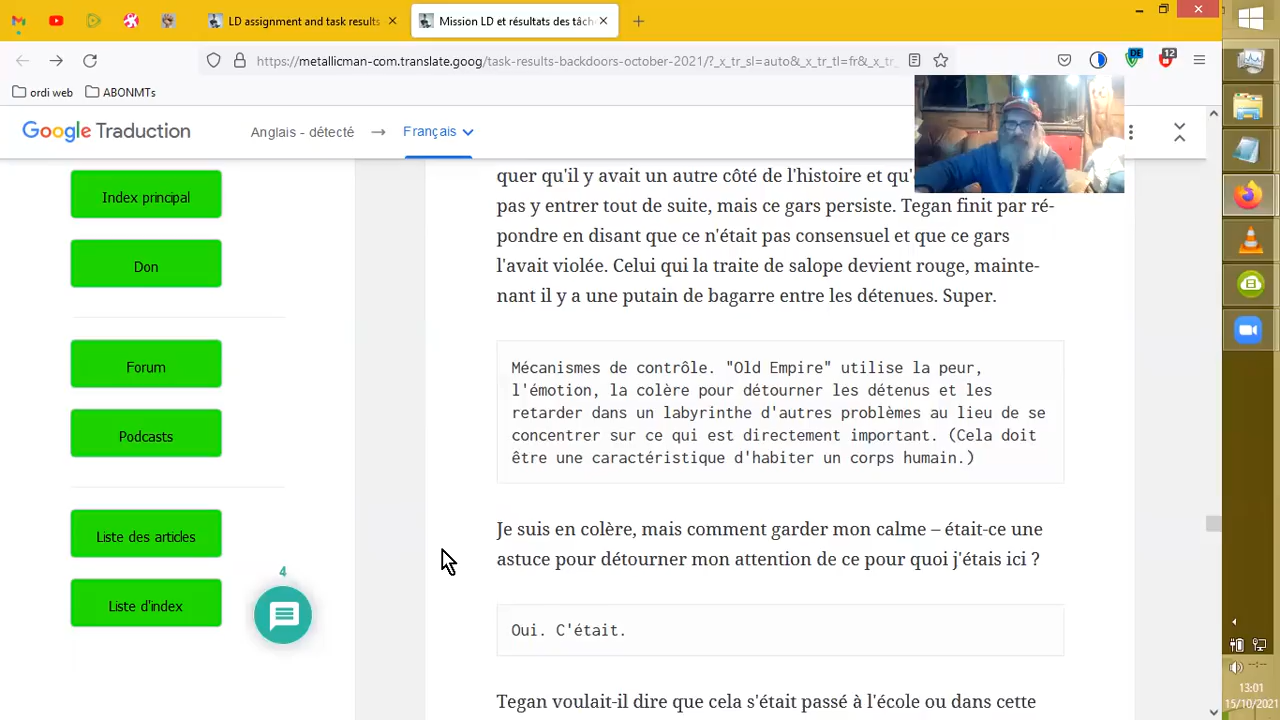 LD assignment and task results
Mission LD et résultats des tâch
https://metallicman-com.translate.goog/task-results-backdoors-october-2021/?_x_tr_sl=auto&_x_tr_tl=fr&_x_trc
DE
12
ordi web
ABONMTs
Google Traduction
Anglais - détecté
Français
Index principal
Don
Forum
Podcasts
Liste des articles
Liste d'index
4
quer qu'il y avait un autre côté de l'histoire et qu'
pas y entrer tout de suite, mais ce gars persiste. Tegan finit par ré-
pondre en disant que ce n'était pas consensuel et que ce gars
l'avait violée. Celui qui la traite de salope devient rouge, mainte-
nant il y a une putain de bagarre entre les détenues. Super.
Mécanismes de contrôle. "Old Empire" utilise la peur,
l'émotion, la colère pour détourner les détenus et les
retarder dans un labyrinthe d'autres problèmes au lieu de se
concentrer sur ce qui est directement important. (Cela doit
être une caractéristique d'habiter un corps humain.)
Je suis en colère, mais comment garder mon calme – était-ce une
astuce pour détourner mon attention de ce pour quoi j'étais ici ?
Oui. C'était.
Tegan voulait-il dire que cela s'était passé à l'école ou dans cette
13:01
15/10/2021